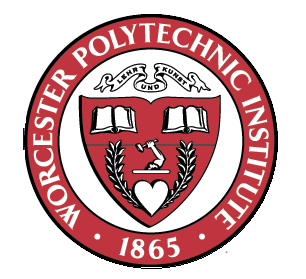 WORCESTER POLYTECHNIC INSTITUTE
LEHR UND KUNST
· 1865 ·